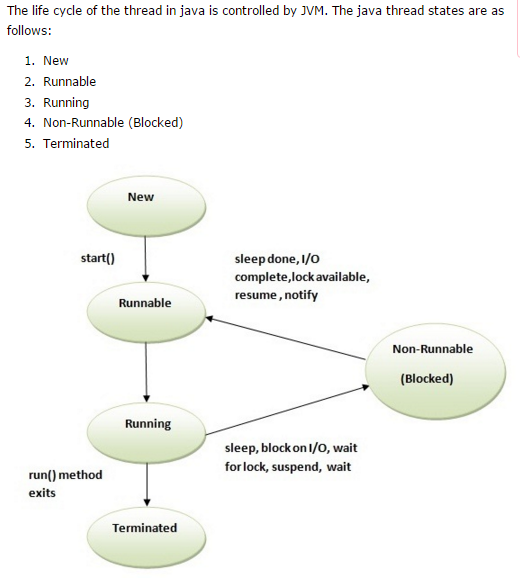 The life cycle of the thread in java is controlled by JVM. The java thread states are as
follows:
1. New
2. Runnable
3. Running
4. Non-Runnable (Blocked)
5. Terminated
New
start()
sleep done, I/O
complete,lock available,
resume , notify
Runnable
Non-Runnable
(Blocked)
Running
sleep, block on I/O, wait
for lock, suspend, wait
run() method
exits
Terminated